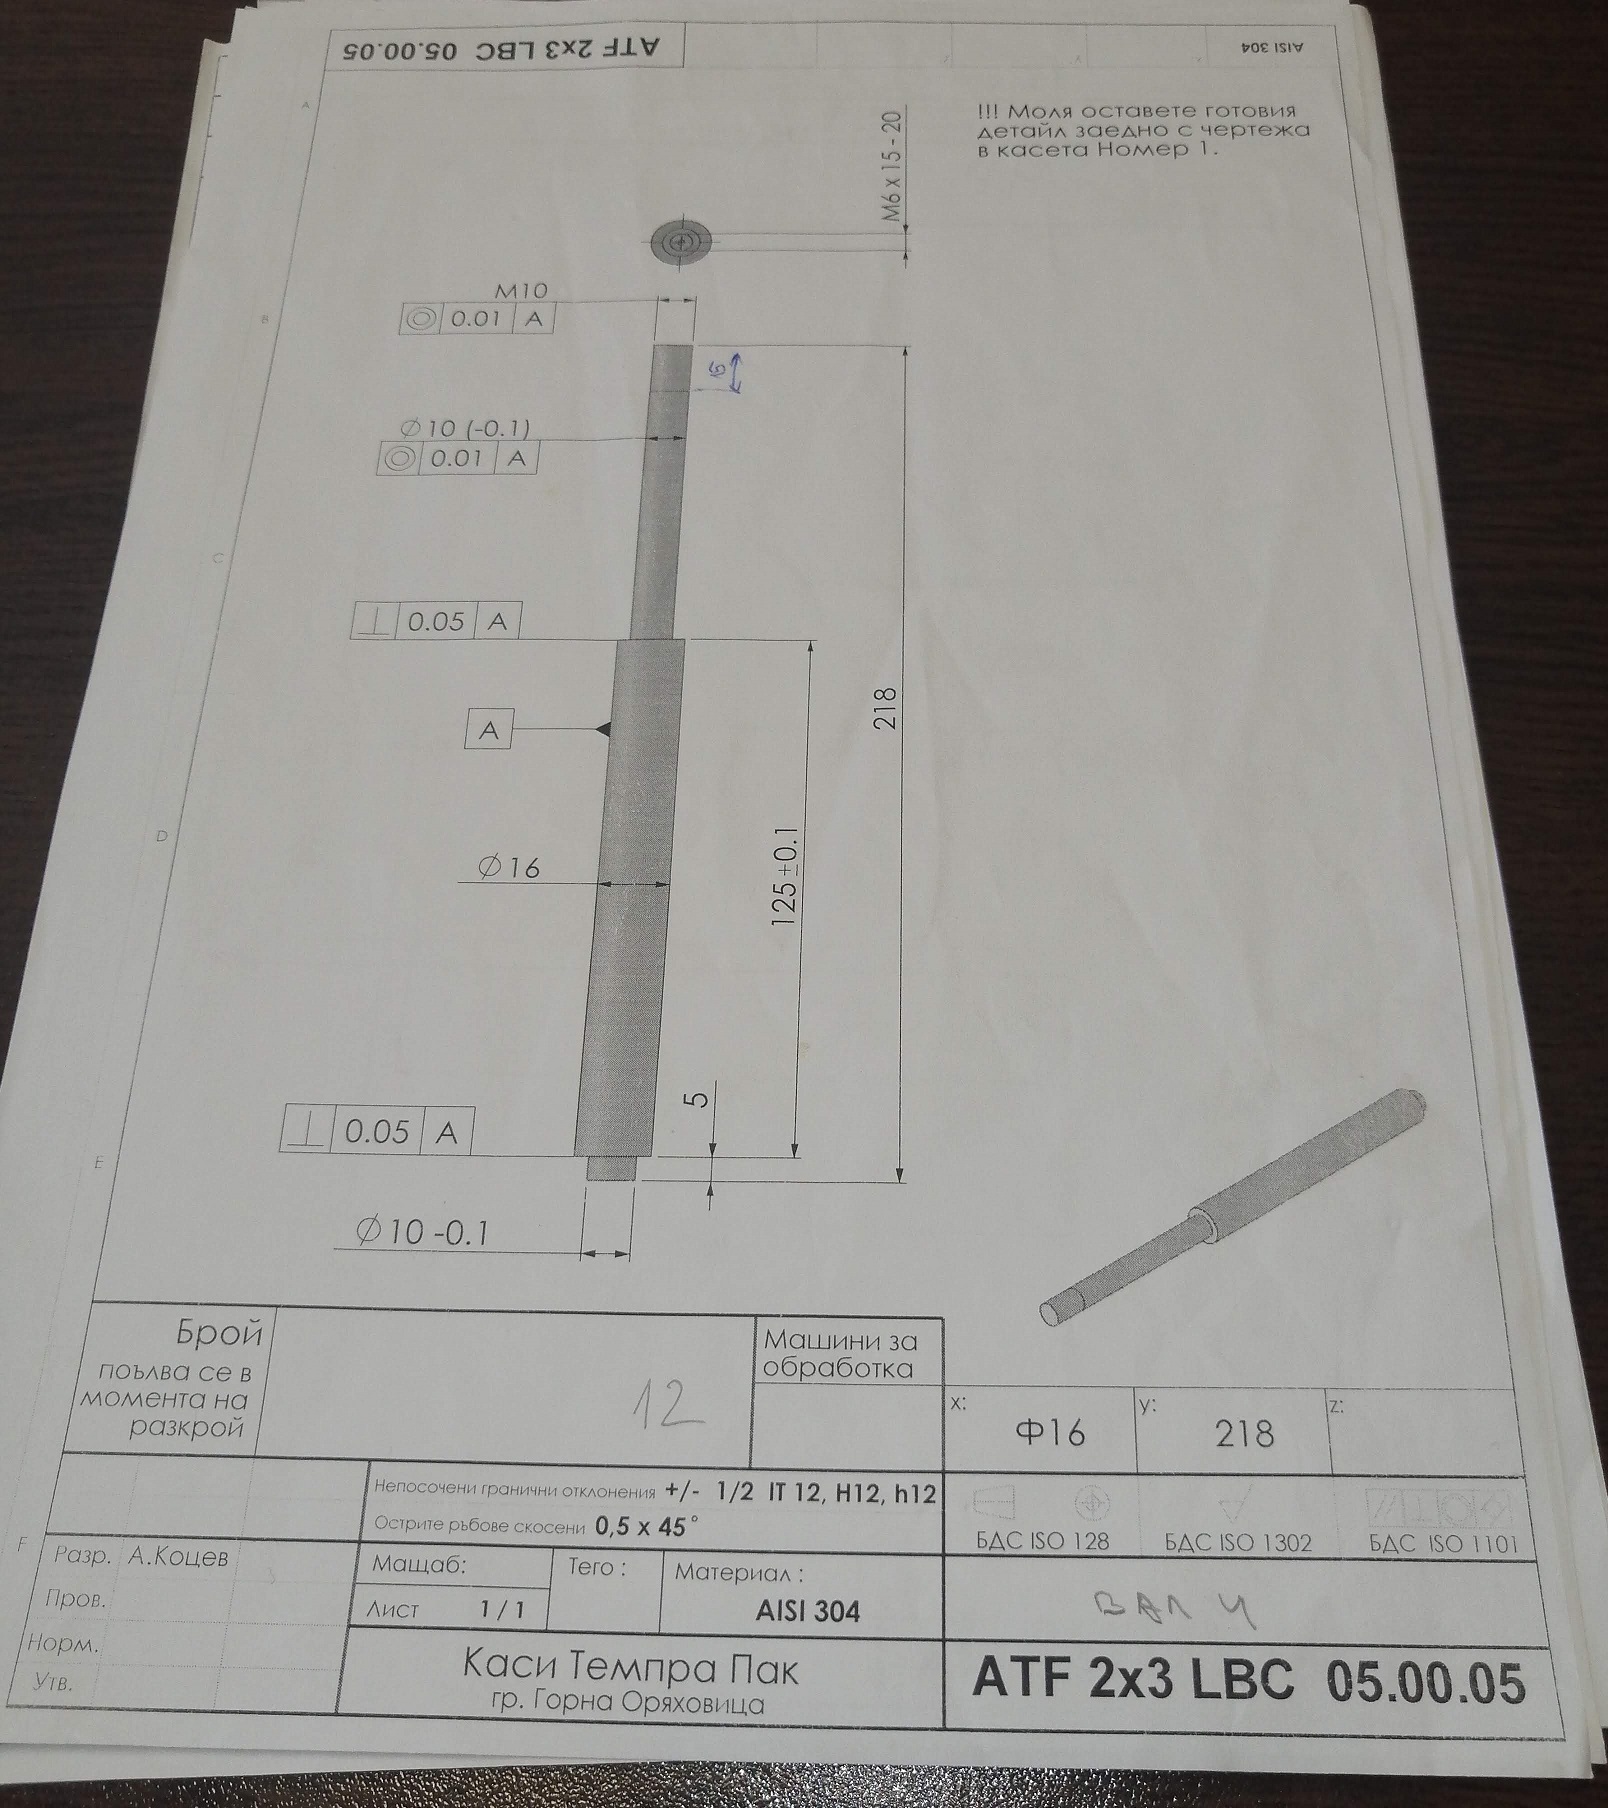 ATF 2x3 LBC 05.00.05
AISI 304
!!! Моля оставете готовия
детайл заедно с чертежа
в касета Номер 1.
M6 x 15 - 20
M10
0.01 A
∅10 (-0.1)
0.01 A
⊥ 0.05 A
A
218
∅16
125±0.1
5
⊥ 0.05 A
∅10 -0.1
A
B
C
D
E
F
Брой
поълва се в
момента на
разкрой
12
Машини за
обработка
x: Ф16 y: 218 z:
Непосочени гранични отклонения +/- 1/2 IT 12, H12, h12
Острите ръбове скосени 0,5 x 45°
БДС ISO 128 БДС ISO 1302 БДС ISO 1101
Разр. А.Коцев
Пров.
Норм.
Утв.
Мащаб:
Лист 1 / 1
Тегo :
Материал :
AISI 304
Вал 4
Каси Темпра Пак
гр. Горна Оряховица
ATF 2x3 LBC 05.00.05